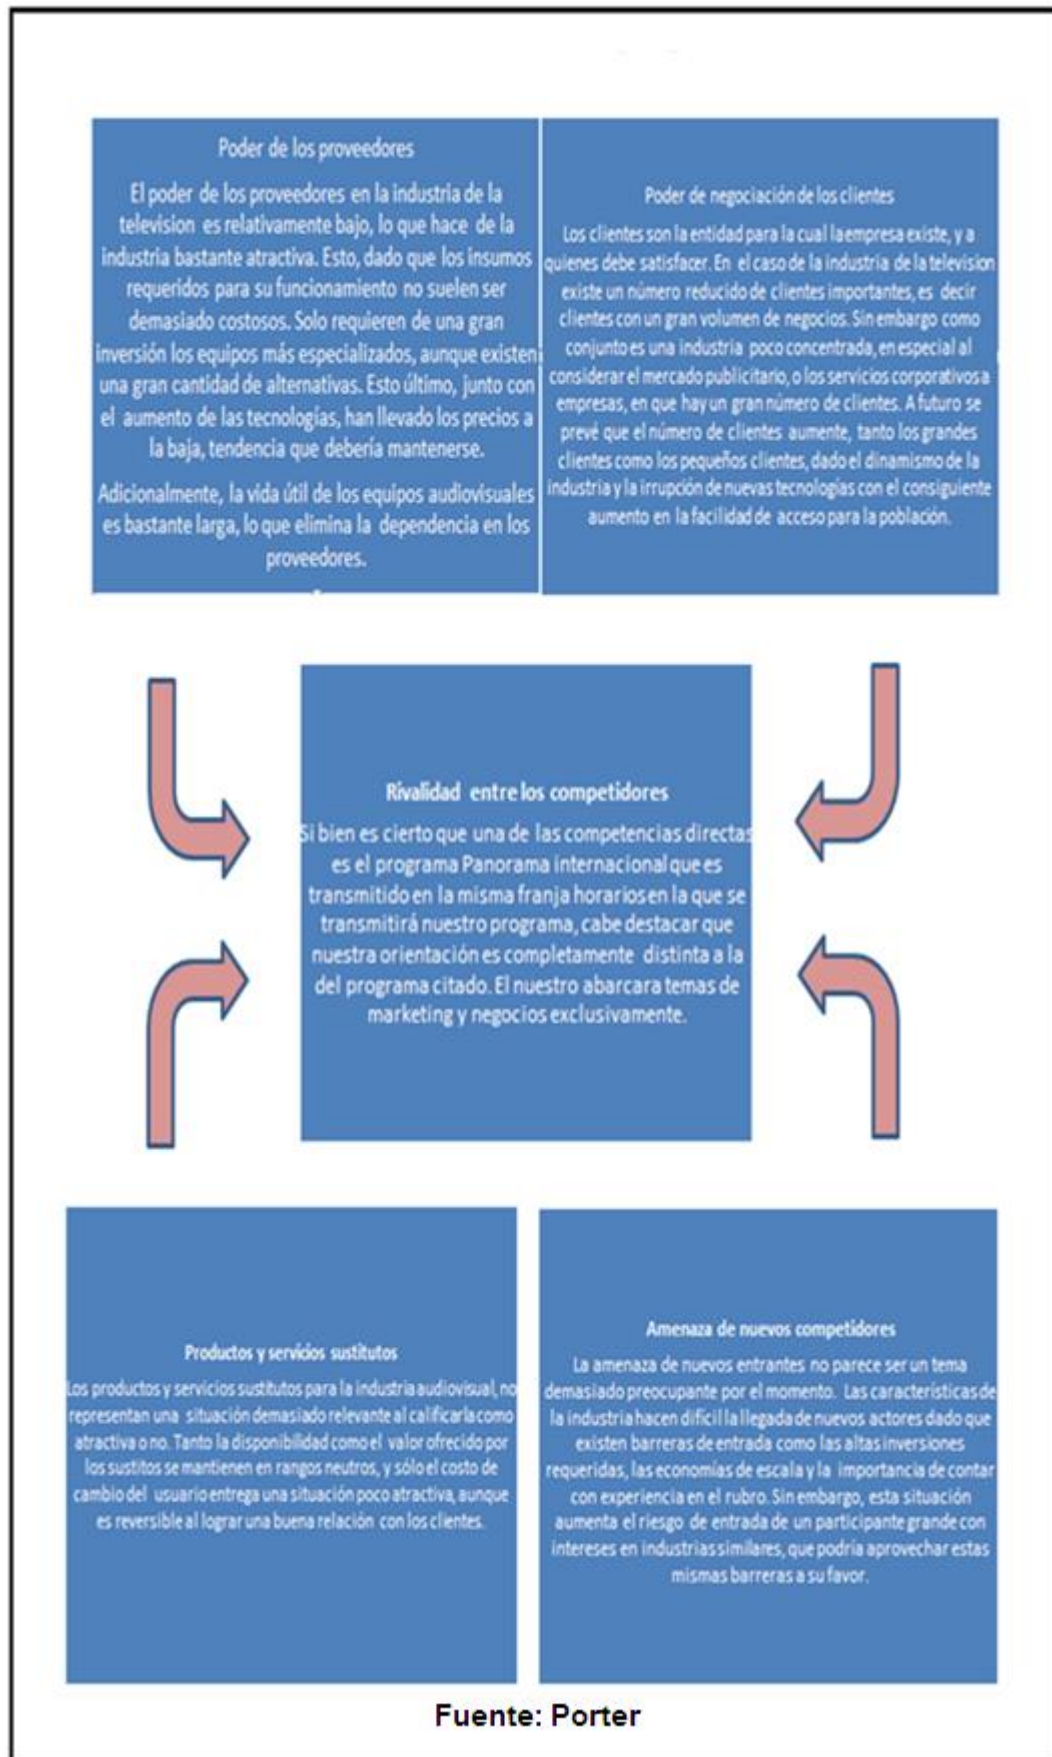 Poder de los proveedores
El poder de los proveedores en la industria de la
television es relativamente bajo, lo que hace de la
industria bastante atractiva. Esto, dado que los insumos
requeridos para su funcionamiento no suelen ser
demasiado costosos. Solo requieren de una gran
inversión los equipos más especializados, aunque existen
una gran cantidad de alternativas. Esto último, junto con
el aumento de las tecnologías, han llevado los precios a
la baja, tendencia que debería mantenerse.
Adicionalmente, la vida útil de los equipos audiovisuales
es bastante larga, lo que elimina la dependencia en los
proveedores.
Poder de negociación de los clientes
Los clientes son la entidad para la cual la empresa existe, y a
quienes debe satisfacer. En el caso de la industria de la television
existe un número reducido de clientes importantes, es decir
clientes con un gran volumen de negocios. Sin embargo como
conjunto es una industria poco concentrada, en especial al
considerar el mercado publicitario, o los servicios corporativos a
empresas, en que hay un gran número de clientes. A futuro se
prevé que el número de clientes aumente, tanto los grandes
clientes como los pequeños clientes, dado el dinamismo de la
industria y la irrupción de nuevas tecnologías con el consiguiente
aumento en la facilidad de acceso para la población.
Rivalidad entre los competidores
Si bien es cierto que una de las competencias directas
es el programa Panorama internacional que es
transmitido en la misma franja horarios en la que se
transmitirá nuestro programa, cabe destacar que
nuestra orientación es completamente distinta a la
del programa citado. El nuestro abarcara temas de
marketing y negocios exclusivamente.
Productos y servicios sustitutos
Los productos y servicios sustitutos para la industria audiovisual, no
representan una situación demasiado relevante al calificarla como
atractiva o no. Tanto la disponibilidad como el valor ofrecido por
los sustitos se mantienen en rangos neutros, y sólo el costo de
cambio del usuario entrega una situación poco atractiva, aunque
es reversible al lograr una buena relación con los clientes.
Amenaza de nuevos competidores
La amenaza de nuevos entrantes no parece ser un tema
demasiado preocupante por el momento. Las características de
la industria hacen difícil la llegada de nuevos actores dado que
existen barreras de entrada como las altas inversiones
requeridas, las economías de escala y la importancia de contar
con experiencia en el rubro. Sin embargo, esta situación
aumenta el riesgo de entrada de un participante grande con
intereses en industrias similares, que podría aprovechar estas
mismas barreras a su favor.
Fuente: Porter